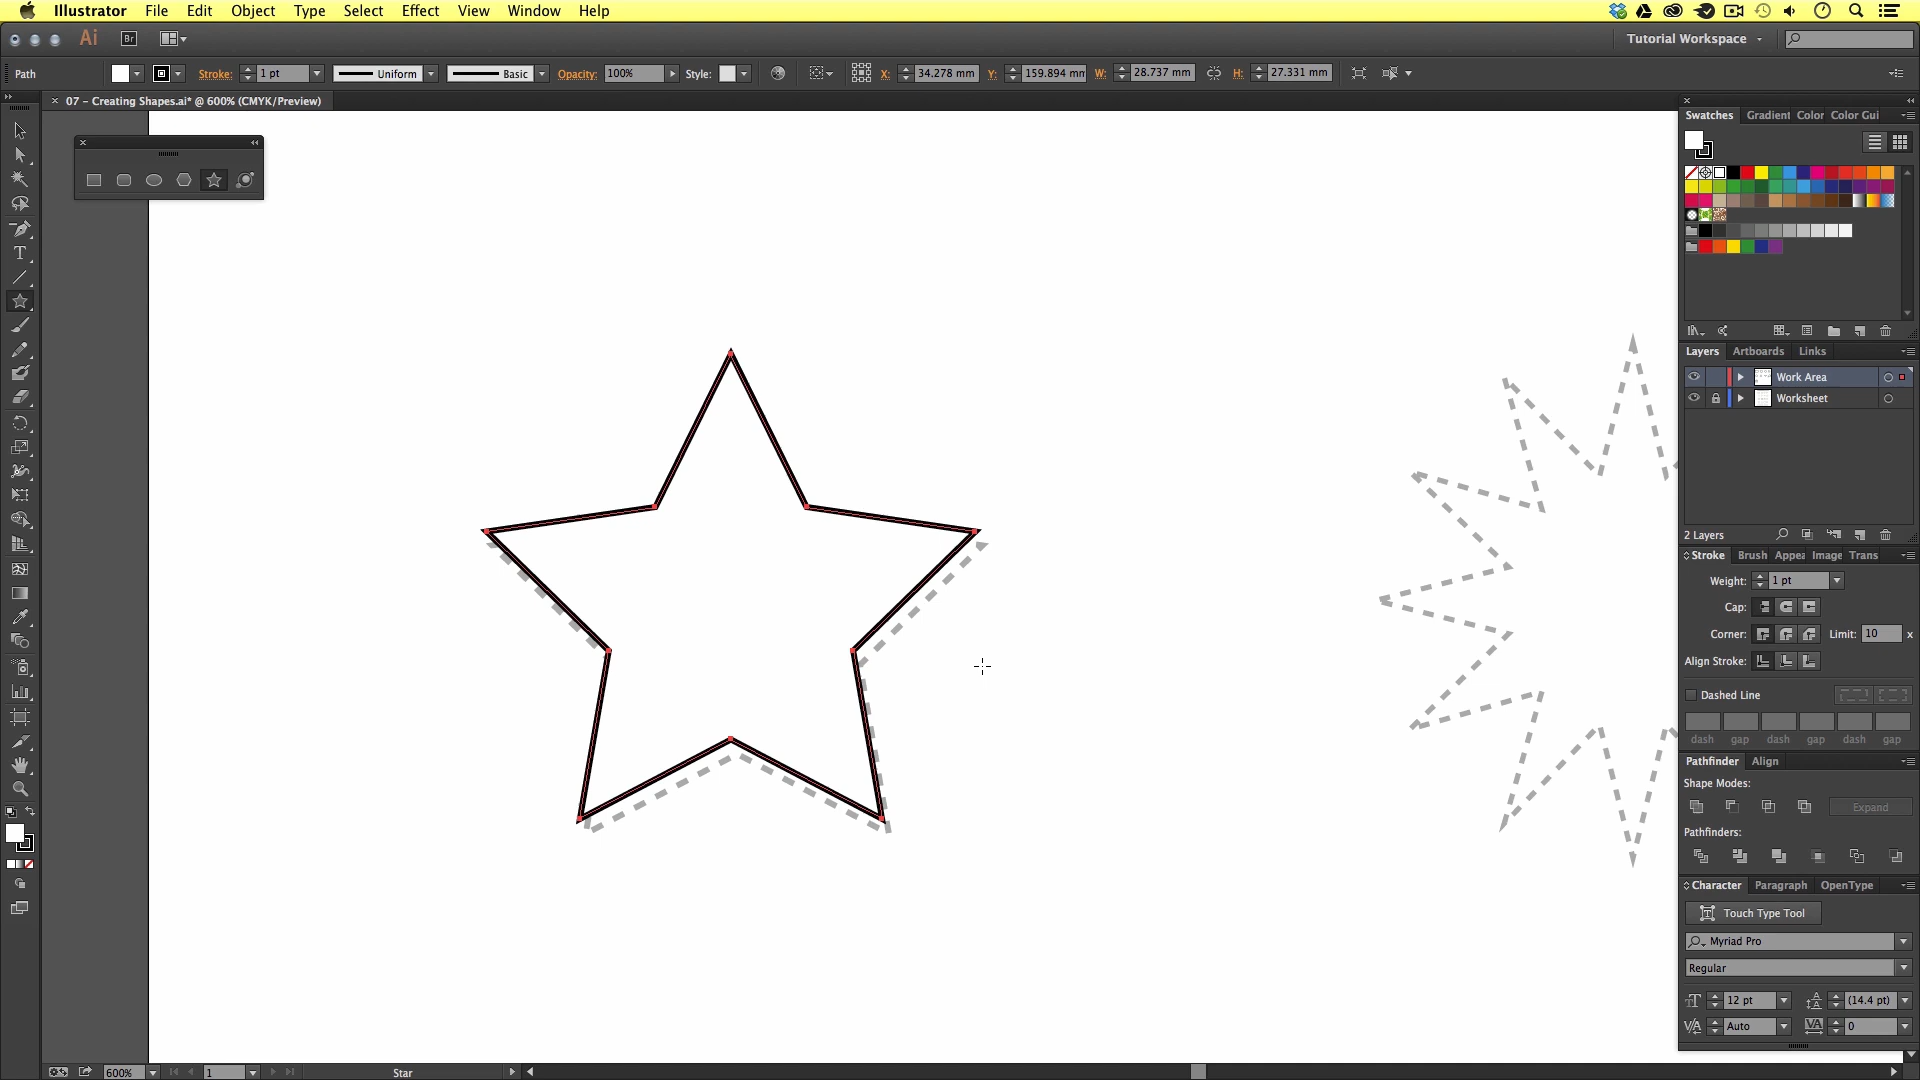 Illustrator File Edit Object Type Select Effect View Window Help
Ai Br Tutorial Workspace
Path Stroke: 1 pt Uniform Basic Opacity: 100% Style: X: 34.278 mm Y: 159.894 mm W: 28.737 mm H: 27.331 mm
07 – Creating Shapes.ai* @ 600% (CMYK/Preview)
Swatches Gradient Color Color Gui
Layers Artboards Links
Work Area
Worksheet
2 Layers
Stroke Brush Appea Image Trans
Weight: 1 pt
Cap:
Corner: Limit: 10 x
Align Stroke:
Dashed Line
dash gap dash gap dash gap
Pathfinder Align
Shape Modes:
Expand
Pathfinders:
Character Paragraph OpenType
Touch Type Tool
Myriad Pro
Regular
12 pt (14.4 pt)
Auto 0
600% 1 Star